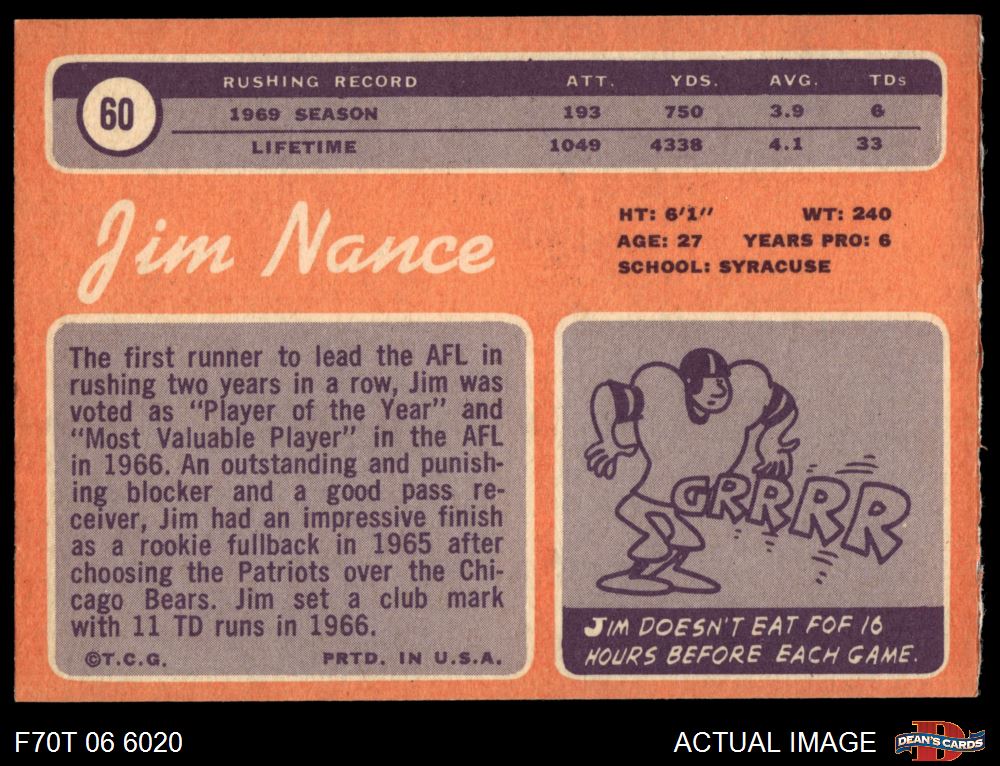 RUSHING RECORD ATT. YDS. AVG. TDs
60
1969 SEASON 193 750 3.9 6
LIFETIME 1049 4338 4.1 33
Jim Nance
HT: 6'1'' WT: 240
AGE: 27 YEARS PRO: 6
SCHOOL: SYRACUSE
The first runner to lead the AFL in
rushing two years in a row, Jim was
voted as “Player of the Year” and
“Most Valuable Player” in the AFL
in 1966. An outstanding and punish-
ing blocker and a good pass re-
ceiver, Jim had an impressive finish
as a rookie fullback in 1965 after
choosing the Patriots over the Chi-
cago Bears. Jim set a club mark
with 11 TD runs in 1966.
©T.C.G. PRTD. IN U.S.A.
GRRRR
JIM DOESN'T EAT FOF 16
HOURS BEFORE EACH GAME.
F70T 06 6020
ACTUAL IMAGE
D
DEAN'S CARDS